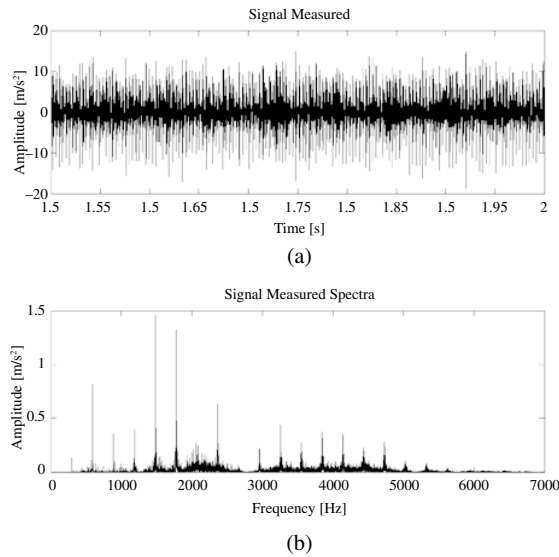 Signal Measured
Amplitude [m/s²]
20
10
0
−10
−20
1.5 1.55 1.5 1.65 1.5 1.75 1.5 1.85 1.5 1.95 2
Time [s]
(a)
Signal Measured Spectra
Amplitude [m/s²]
1.5
1
0.5
0
0 1000 2000 3000 4000 5000 6000 7000
Frequency [Hz]
(b)